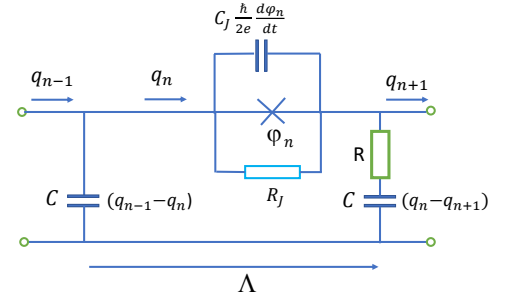 C_J ℏ/2e dφ_n/dt
q_{n-1}
q_n
q_{n+1}
φ_n
R
R_J
C (q_{n-1}−q_n)
C (q_n−q_{n+1})
Λ